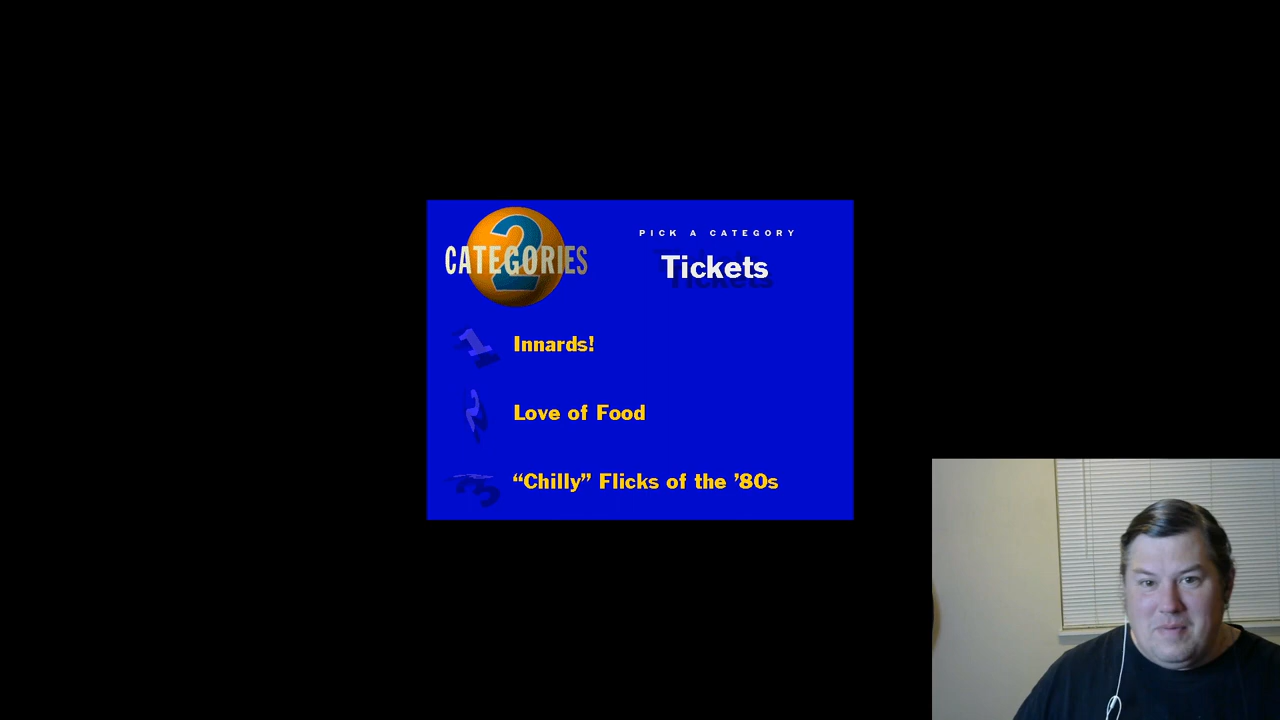 2
CATEGORIES
PICK A CATEGORY
Tickets
1 Innards!
2 Love of Food
3 “Chilly” Flicks of the ’80s